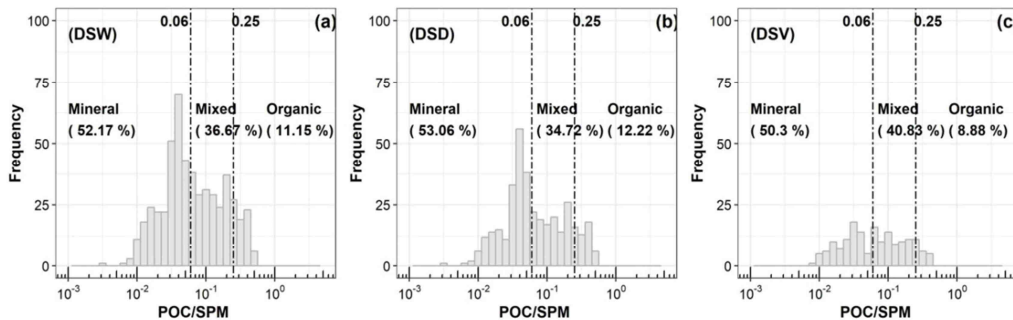 100
75
50
25
0
Frequency
0.06
0.25
(a)
(DSW)
Mineral
( 52.17 %)
Mixed
( 36.67 %)
Organic
( 11.15 %)
10-3
10-2
10-1
100
POC/SPM
100
75
50
25
0
Frequency
0.06
0.25
(b)
(DSD)
Mineral
( 53.06 %)
Mixed
( 34.72 %)
Organic
( 12.22 %)
10-3
10-2
10-1
100
POC/SPM
100
75
50
25
0
Frequency
0.06
0.25
(c
(DSV)
Mineral
( 50.3 %)
Mixed
( 40.83 %)
Organic
( 8.88 %)
10-2
10-1
100
POC/SPM